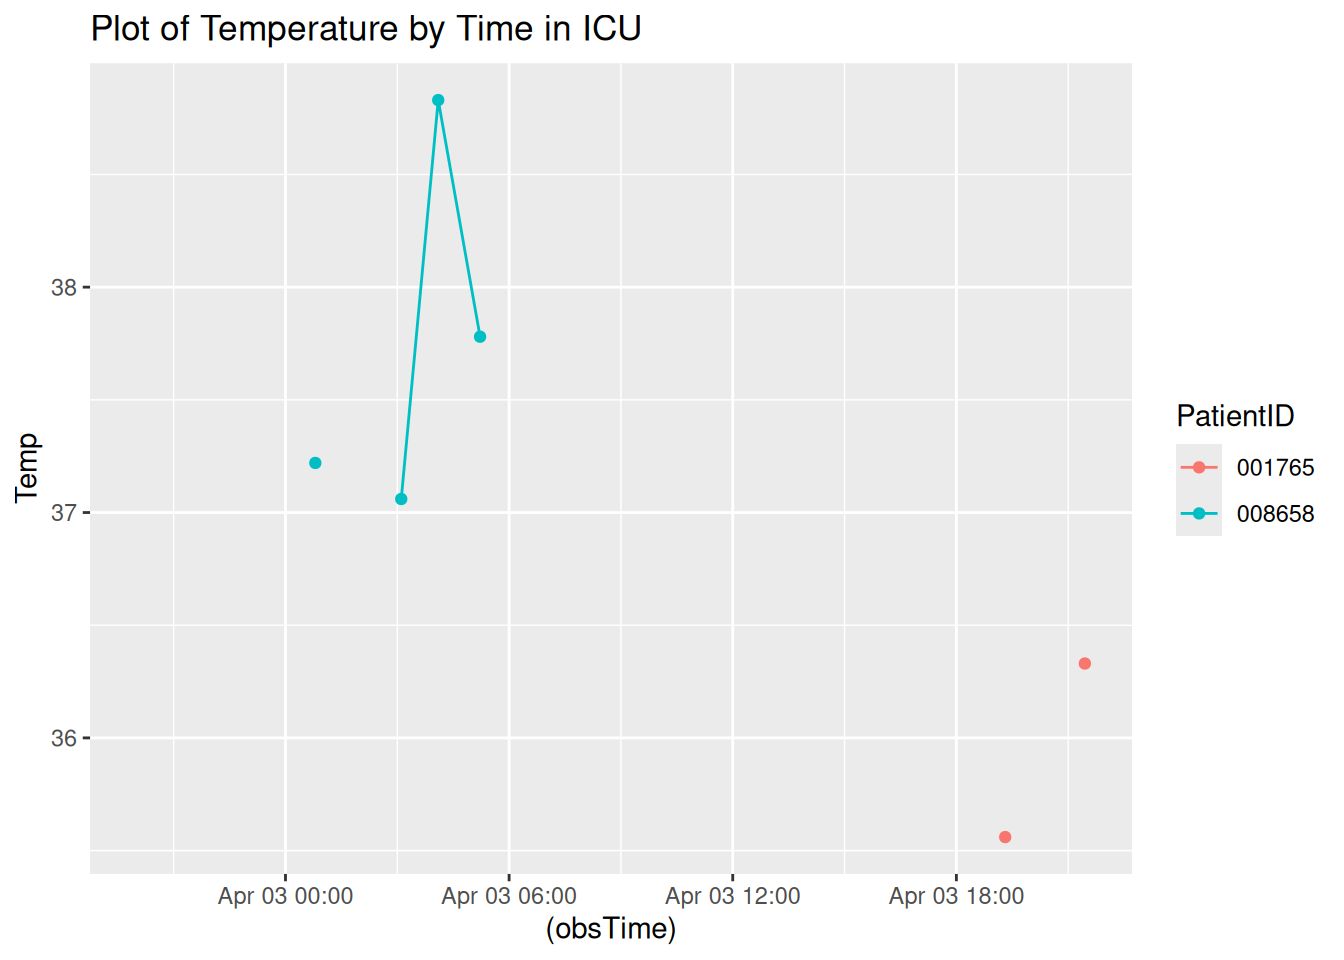 Plot of Temperature by Time in ICU
Temp
38
37
36
Apr 03 00:00
Apr 03 06:00
Apr 03 12:00
Apr 03 18:00
(obsTime)
PatientID
001765
008658